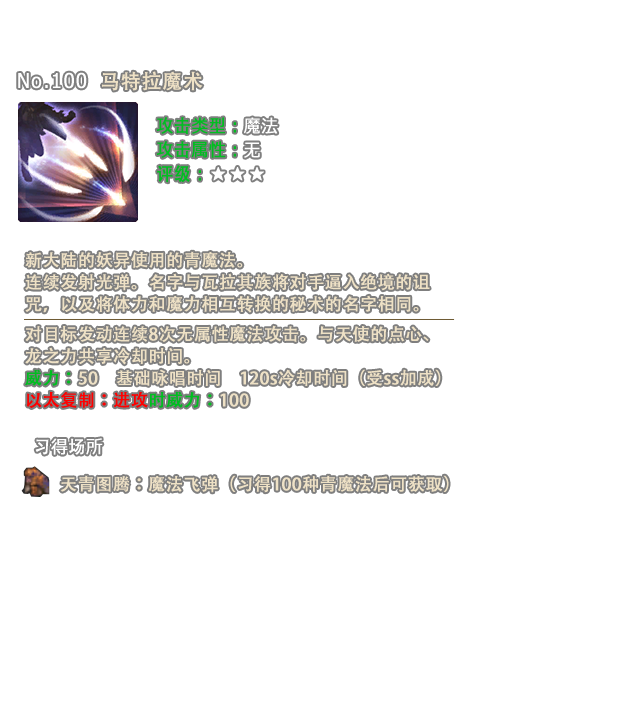 No.100 马特拉魔术
攻击类型：魔法
攻击属性：无
评级：☆☆☆
新大陆的妖异使用的青魔法。
连续发射光弹。名字与瓦拉其族将对手逼入绝境的诅
咒，以及将体力和魔力相互转换的秘术的名字相同。
对目标发动连续8次无属性魔法攻击。与天使的点心、
龙之力共享冷却时间。
威力：50 基础咏唱时间 120s冷却时间（受ss加成）
以太复制：进攻时威力：100
习得场所
天青图腾：魔法飞弹（习得100种青魔法后可获取）